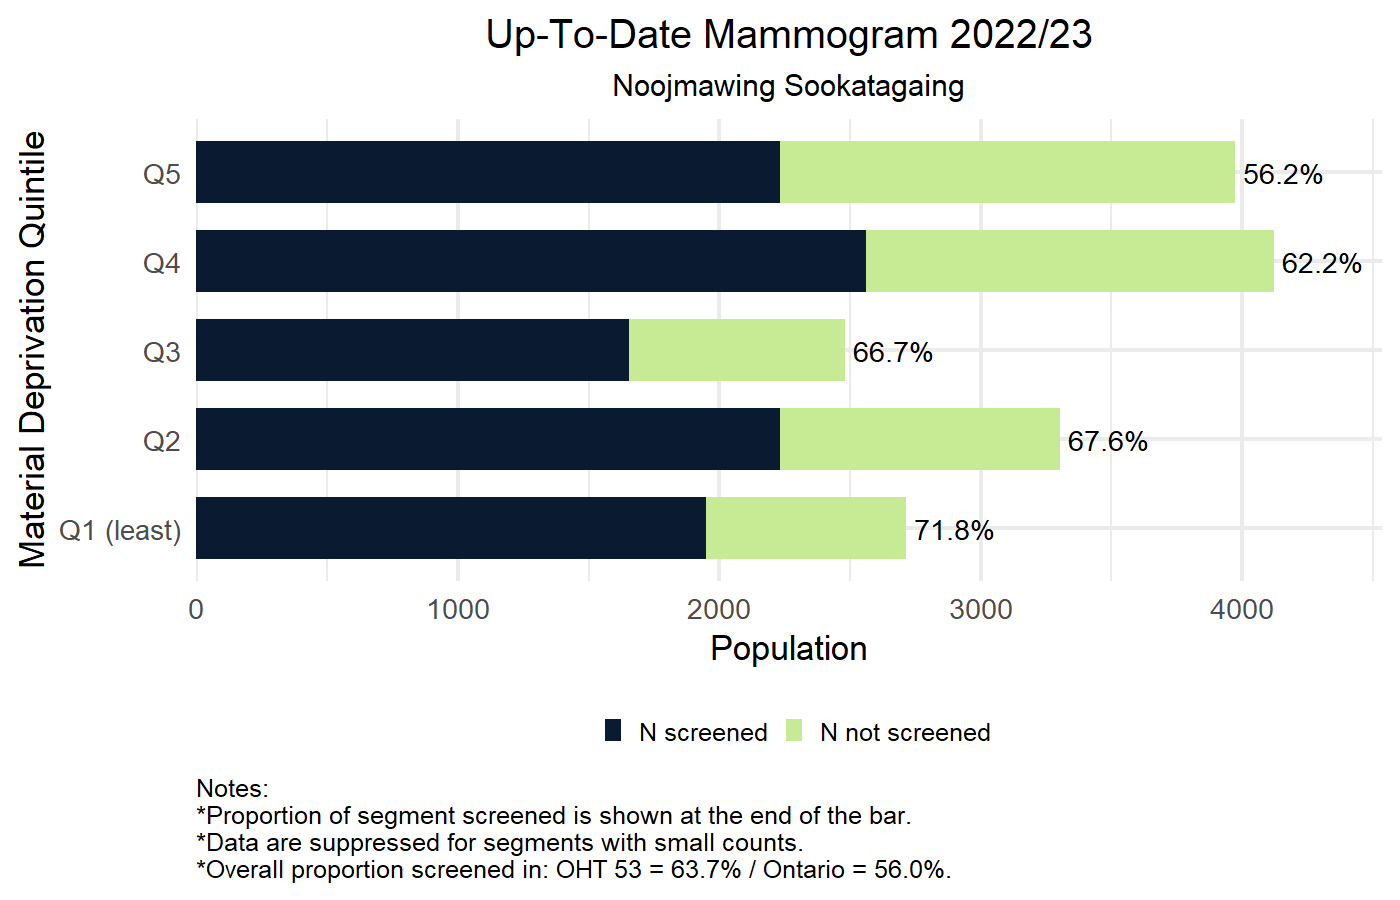 Up-To-Date Mammogram 2022/23
Noojmawing Sookatagaing
Material Deprivation Quintile
Q5
56.2%
Q4
62.2%
Q3
66.7%
Q2
67.6%
Q1 (least)
71.8%
0 1000 2000 3000 4000
Population
N screened N not screened
Notes:
*Proportion of segment screened is shown at the end of the bar.
*Data are suppressed for segments with small counts.
*Overall proportion screened in: OHT 53 = 63.7% / Ontario = 56.0%.